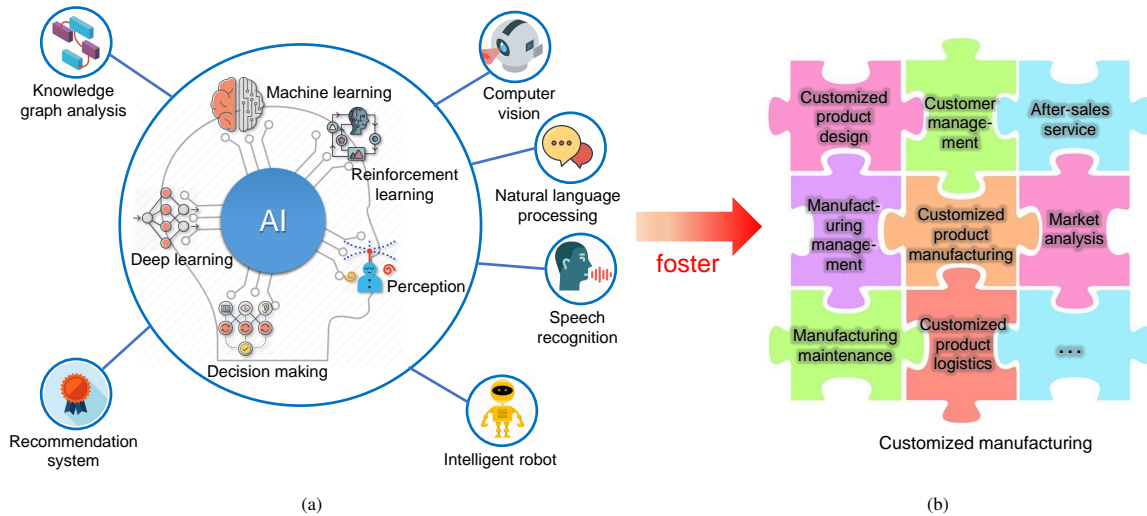 Knowledge
graph analysis
Machine learning
Reinforcement
learning
AI
Deep learning
Perception
Decision making
Recommendation
system
Computer
vision
Natural language
processing
Speech
recognition
Intelligent robot
(a)
foster
Customized
product
design
Customer
manage-
ment
After-sales
service
Manufact-
uring
manage-
ment
Customized
product
manufacturing
Market
analysis
Manufacturing
maintenance
Customized
product
logistics
...
Customized manufacturing
(b)